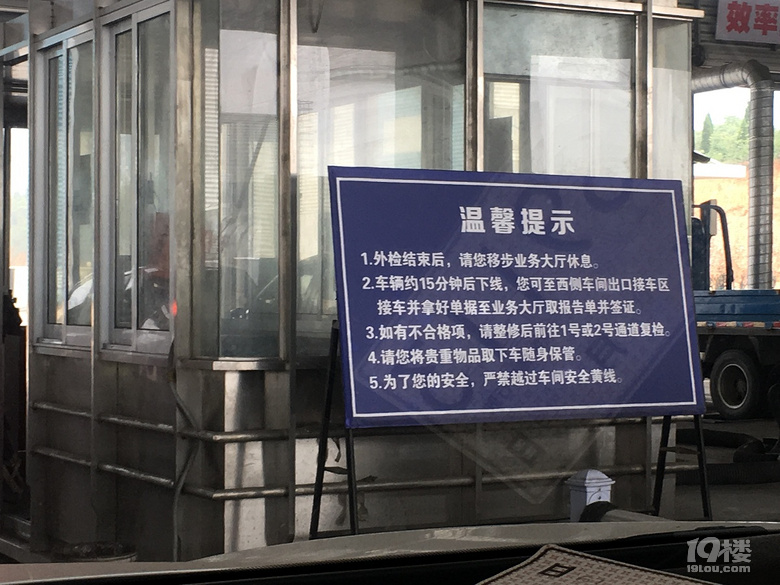 效率
温馨提示
1.外检结束后，请您移步业务大厅休息。
2.车辆约15分钟后下线，您可至西侧车间出口接车区
接车并拿好单据至业务大厅取报告单并签证。
3.如有不合格项，请整修后前往1号或2号通道复检。
4.请您将贵重物品取下车随身保管。
5.为了您的安全，严禁越过车间安全黄线。
19楼
19lou.com